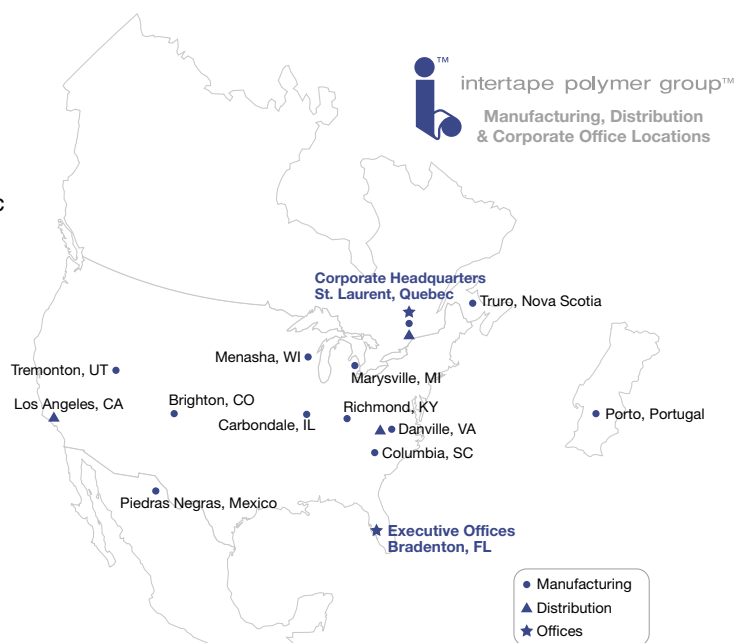 ™
intertape polymer group™
Manufacturing, Distribution
& Corporate Office Locations
c
Corporate Headquarters
St. Laurent, Quebec
Truro, Nova Scotia
Menasha, WI
Tremonton, UT
Marysville, MI
Los Angeles, CA
Brighton, CO
Richmond, KY
Carbondale, IL
Danville, VA
Porto, Portugal
Columbia, SC
Piedras Negras, Mexico
Executive Offices
Bradenton, FL
Manufacturing
Distribution
Offices